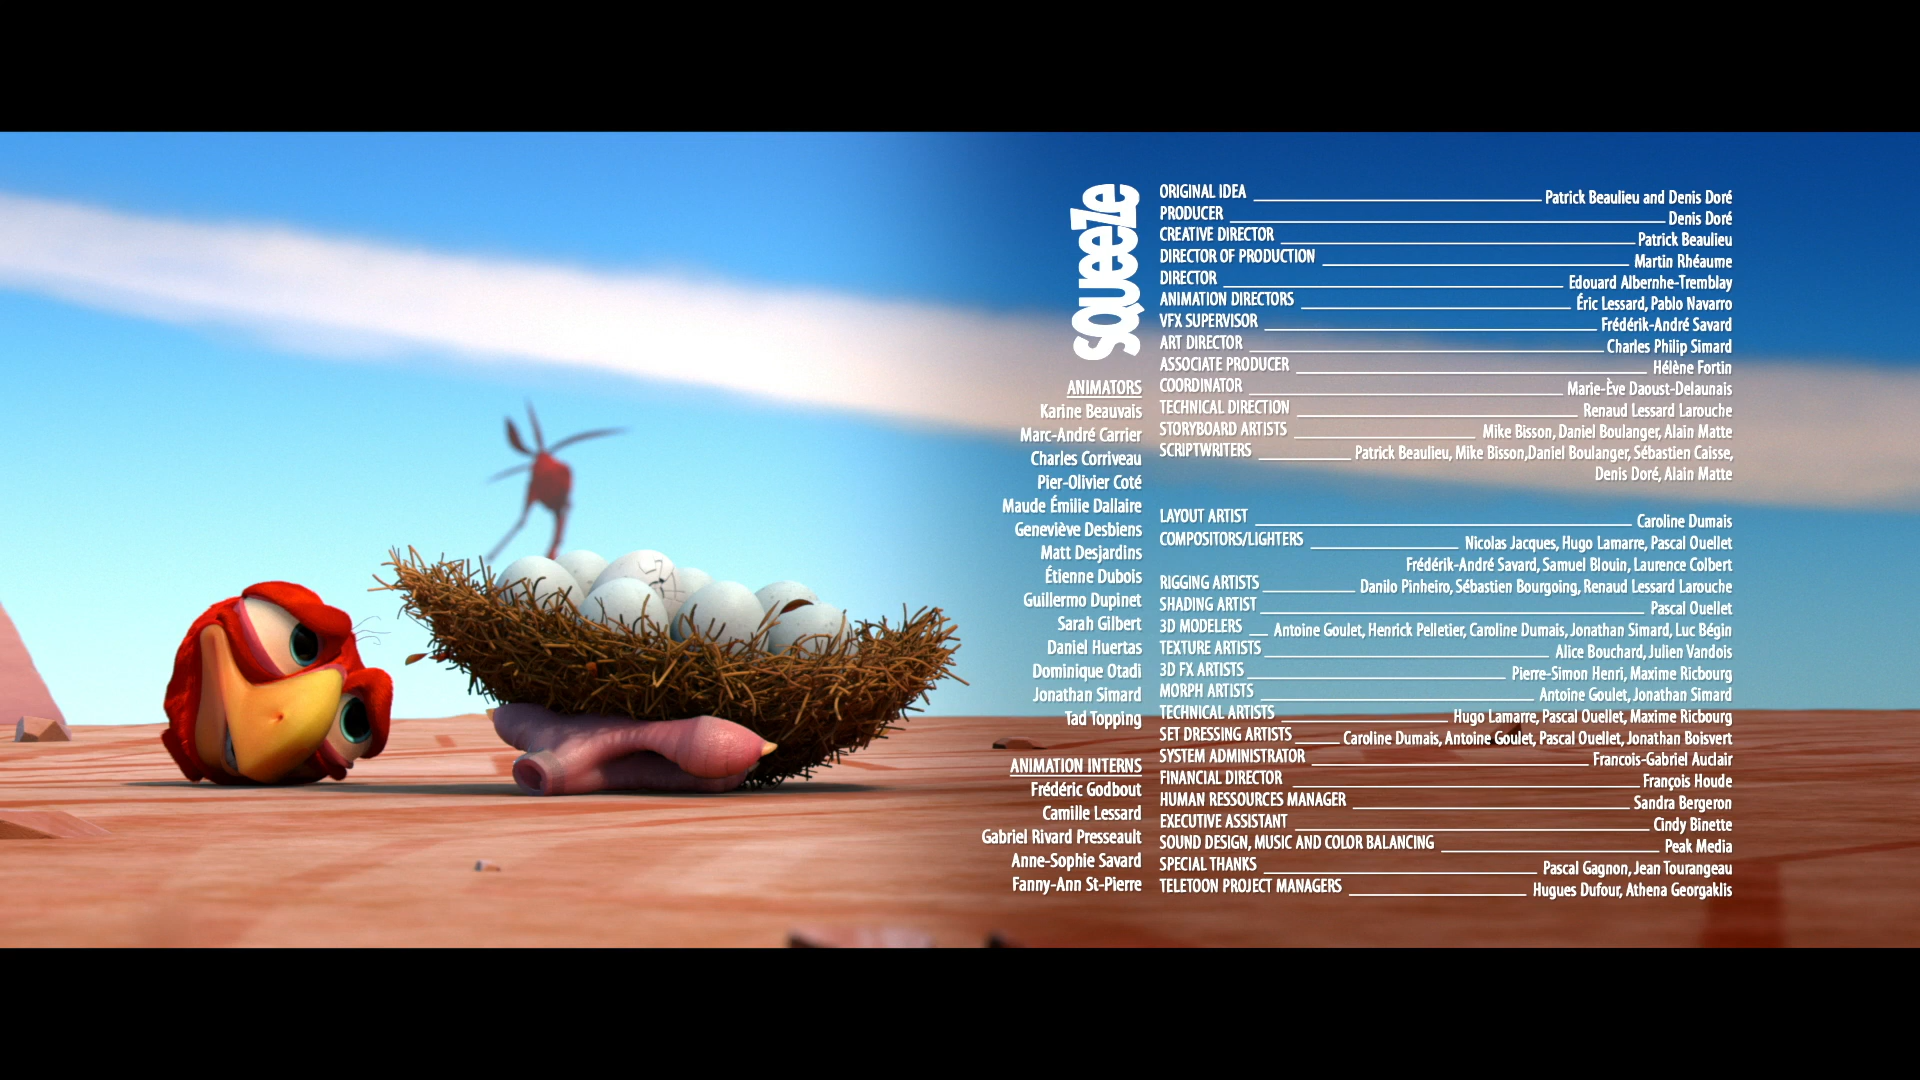 squeeze
ANIMATORS
Karine Beauvais
Marc-André Carrier
Charles Corriveau
Pier-Olivier Coté
Maude Émilie Dallaire
Geneviève Desbiens
Matt Desjardins
Étienne Dubois
Guillermo Dupinet
Sarah Gilbert
Daniel Huertas
Dominique Otadi
Jonathan Simard
Tad Topping
ANIMATION INTERNS
Frédéric Godbout
Camille Lessard
Gabriel Rivard Presseault
Anne-Sophie Savard
Fanny-Ann St-Pierre
ORIGINAL IDEA Patrick Beaulieu and Denis Doré
PRODUCER Denis Doré
CREATIVE DIRECTOR Patrick Beaulieu
DIRECTOR OF PRODUCTION Martin Rhéaume
DIRECTOR Edouard Albernhe-Tremblay
ANIMATION DIRECTORS Éric Lessard, Pablo Navarro
VFX SUPERVISOR Frédérik-André Savard
ART DIRECTOR Charles Philip Simard
ASSOCIATE PRODUCER Hélène Fortin
COORDINATOR Marie-Ève Daoust-Delaunais
TECHNICAL DIRECTION Renaud Lessard Larouche
STORYBOARD ARTISTS Mike Bisson, Daniel Boulanger, Alain Matte
SCRIPTWRITERS Patrick Beaulieu, Mike Bisson,Daniel Boulanger, Sébastien Caisse,
Denis Doré, Alain Matte
LAYOUT ARTIST Caroline Dumais
COMPOSITORS/LIGHTERS Nicolas Jacques, Hugo Lamarre, Pascal Ouellet
Frédérik-André Savard, Samuel Blouin, Laurence Colbert
RIGGING ARTISTS Danilo Pinheiro, Sébastien Bourgoing, Renaud Lessard Larouche
SHADING ARTIST Pascal Ouellet
3D MODELERS Antoine Goulet, Henrick Pelletier, Caroline Dumais, Jonathan Simard, Luc Bégin
TEXTURE ARTISTS Alice Bouchard, Julien Vandois
3D FX ARTISTS Pierre-Simon Henri, Maxime Ricbourg
MORPH ARTISTS Antoine Goulet, Jonathan Simard
TECHNICAL ARTISTS Hugo Lamarre, Pascal Ouellet, Maxime Ricbourg
SET DRESSING ARTISTS Caroline Dumais, Antoine Goulet, Pascal Ouellet, Jonathan Boisvert
SYSTEM ADMINISTRATOR Francois-Gabriel Auclair
FINANCIAL DIRECTOR François Houde
HUMAN RESSOURCES MANAGER Sandra Bergeron
EXECUTIVE ASSISTANT Cindy Binette
SOUND DESIGN, MUSIC AND COLOR BALANCING Peak Media
SPECIAL THANKS Pascal Gagnon, Jean Tourangeau
TELETOON PROJECT MANAGERS Hugues Dufour, Athena Georgaklis